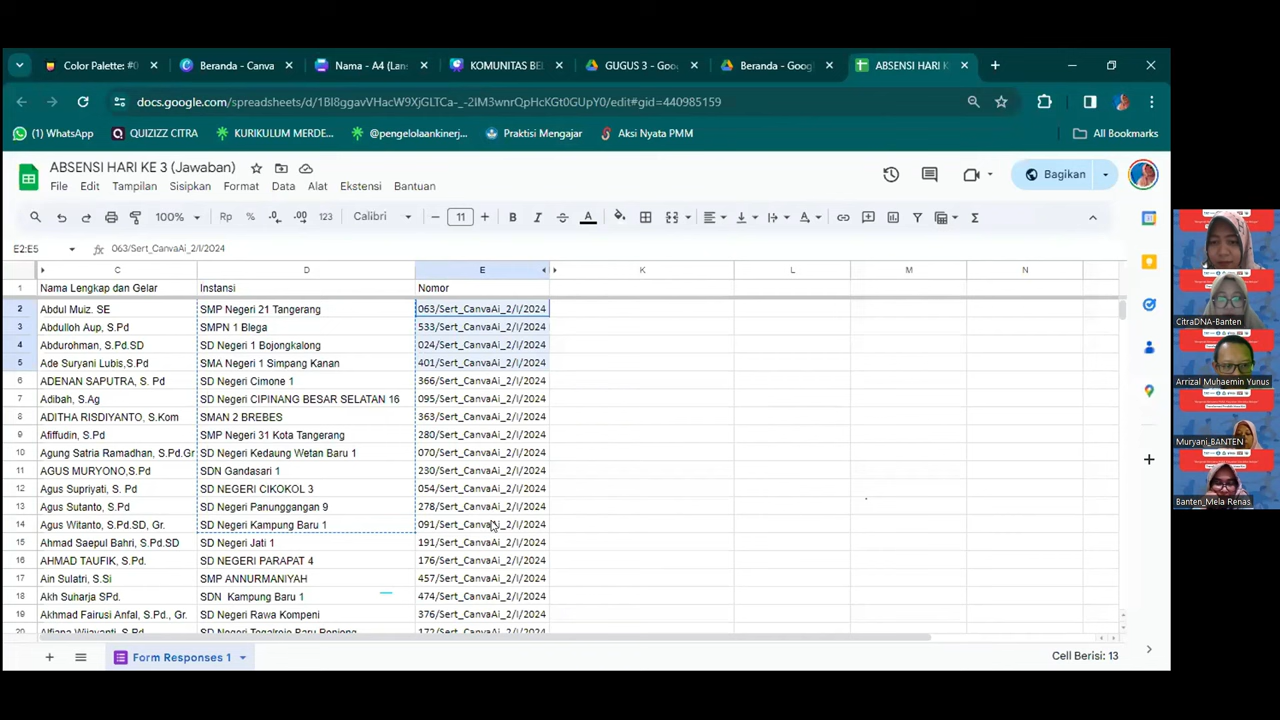 Color Palette: #0
Beranda - Canva
Nama - A4 (Lan
KOMUNITAS BE
GUGUS 3 - Goo
Beranda - Goog
ABSENSI HARI K
docs.google.com/spreadsheets/d/1Bl8ggavVHacW9XjGLTCa-_-2IM3wnrQpHcKGt0GUpY0/edit#gid=440985159
(1) WhatsApp
QUIZIZZ CITRA
KURIKULUM MERDE...
@pengelolaankinerj...
Praktisi Mengajar
Aksi Nyata PMM
All Bookmarks
ABSENSI HARI KE 3 (Jawaban)
File Edit Tampilan Sisipkan Format Data Alat Ekstensi Bantuan
Bagikan
100% Rp % .0 .00 123 Calibri 11 B I A
E2:E5 fx 063/Sert_CanvaAi_2/I/2024
C D E K L M N
1 Nama Lengkap dan Gelar Instansi Nomor
2 Abdul Muiz. SE SMP Negeri 21 Tangerang 063/Sert_CanvaAi_2/I/2024
3 Abdulloh Aup, S.Pd SMPN 1 Blega 533/Sert_CanvaAi_2/I/2024
4 Abdurohman, S.Pd.SD SD Negeri 1 Bojongkalong 024/Sert_CanvaAi_2/I/2024
5 Ade Suryani Lubis,S.Pd SMA Negeri 1 Simpang Kanan 401/Sert_CanvaAi_2/I/2024
6 ADENAN SAPUTRA, S. Pd SD Negeri Cimone 1 366/Sert_CanvaAi_2/I/2024
7 Adibah, S.Ag SD Negeri CIPINANG BESAR SELATAN 16 095/Sert_CanvaAi_2/I/2024
8 ADITHA RISDIYANTO, S.Kom SMAN 2 BREBES 363/Sert_CanvaAi_2/I/2024
9 Afiffudin, S.Pd SMP Negeri 31 Kota Tangerang 280/Sert_CanvaAi_2/I/2024
10 Agung Satria Ramadhan, S.Pd.Gr SD Negeri Kedaung Wetan Baru 1 070/Sert_CanvaAi_2/I/2024
11 AGUS MURYONO,S.Pd SDN Gandasari 1 230/Sert_CanvaAi_2/I/2024
12 Agus Supriyati, S. Pd SD NEGERI CIKOKOL 3 054/Sert_CanvaAi_2/I/2024
13 Agus Sutanto, S.Pd SD Negeri Panunggangan 9 278/Sert_CanvaAi_2/I/2024
14 Agus Witanto, S.Pd.SD, Gr. SD Negeri Kampung Baru 1 091/Sert_CanvaAi_2/I/2024
15 Ahmad Saepul Bahri, S.Pd.SD SD Negeri Jati 1 191/Sert_CanvaAi_2/I/2024
16 AHMAD TAUFIK, S.Pd. SD NEGERI PARAPAT 4 176/Sert_CanvaAi_2/I/2024
17 Ain Sulatri, S.Si SMP ANNURMANIYAH 457/Sert_CanvaAi_2/I/2024
18 Akh Suharja SPd. SDN Kampung Baru 1 474/Sert_CanvaAi_2/I/2024
19 Akhmad Fairusi Anfal, S.Pd., Gr. SD Negeri Rawa Kompeni 376/Sert_CanvaAi_2/I/2024
20 Alfiana Wijayanti, S.Pd SD Negeri Tegalrejo Baru 172/Sert_CanvaAi_2/I/2024
Form Responses 1
Cell Berisi: 13
CitraDNA-Banten
Arrizal Muhaemin Yunus
Muryani_BANTEN
Banten_Mela Renas